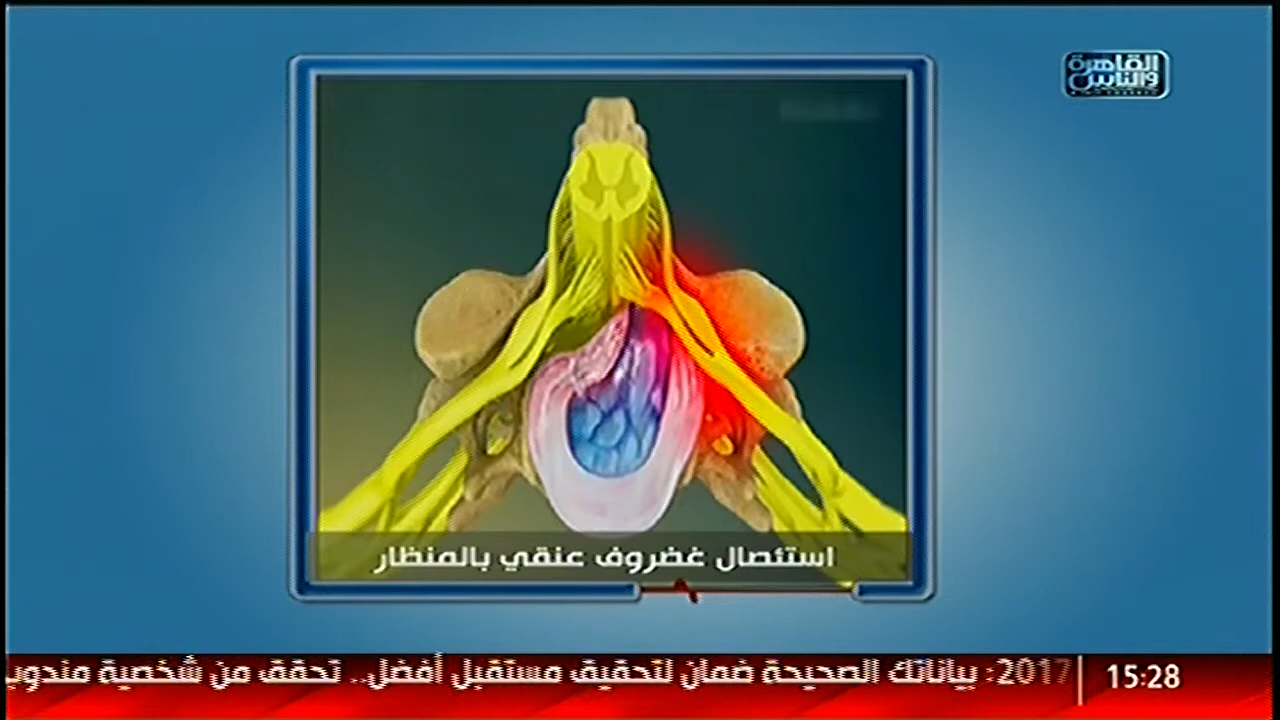 القاهرة
والناس
استئصال غضروف عنقي بالمنظار
2017: بياناتك الصحيحة ضمان لتحقيق مستقبل أفضل.. تحقق من شخصية مندوب
15:28